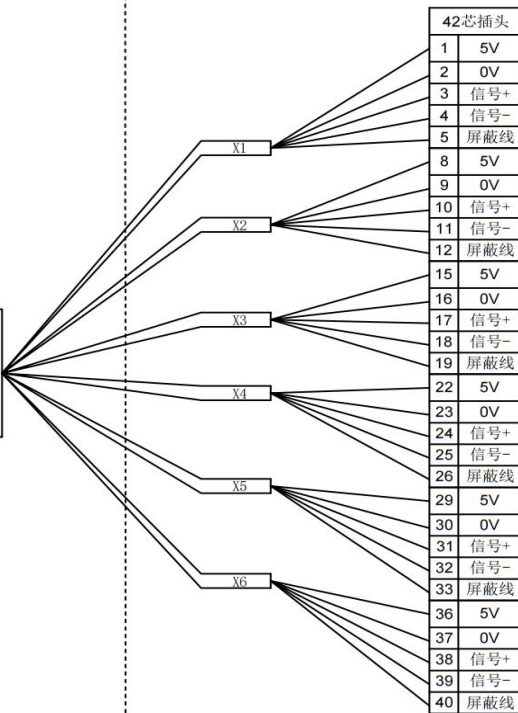 42芯插头
1 5V
2 0V
3 信号+
4 信号-
5 屏蔽线
8 5V
9 0V
10 信号+
11 信号-
12 屏蔽线
15 5V
16 0V
17 信号+
18 信号-
19 屏蔽线
22 5V
23 0V
24 信号+
25 信号-
26 屏蔽线
29 5V
30 0V
31 信号+
32 信号-
33 屏蔽线
36 5V
37 0V
38 信号+
39 信号-
40 屏蔽线
X1
X2
X3
X4
X5
X6